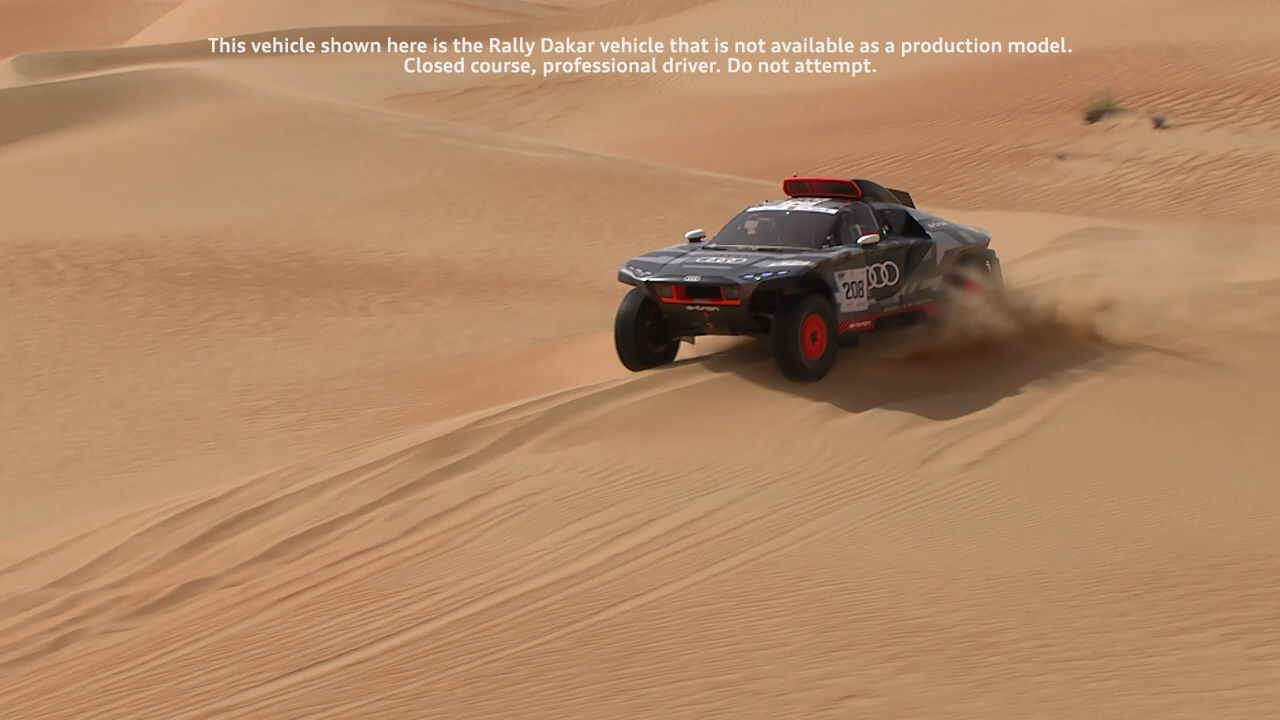 This vehicle shown here is the Rally Dakar vehicle that is not available as a production model.
Closed course, professional driver. Do not attempt.
208